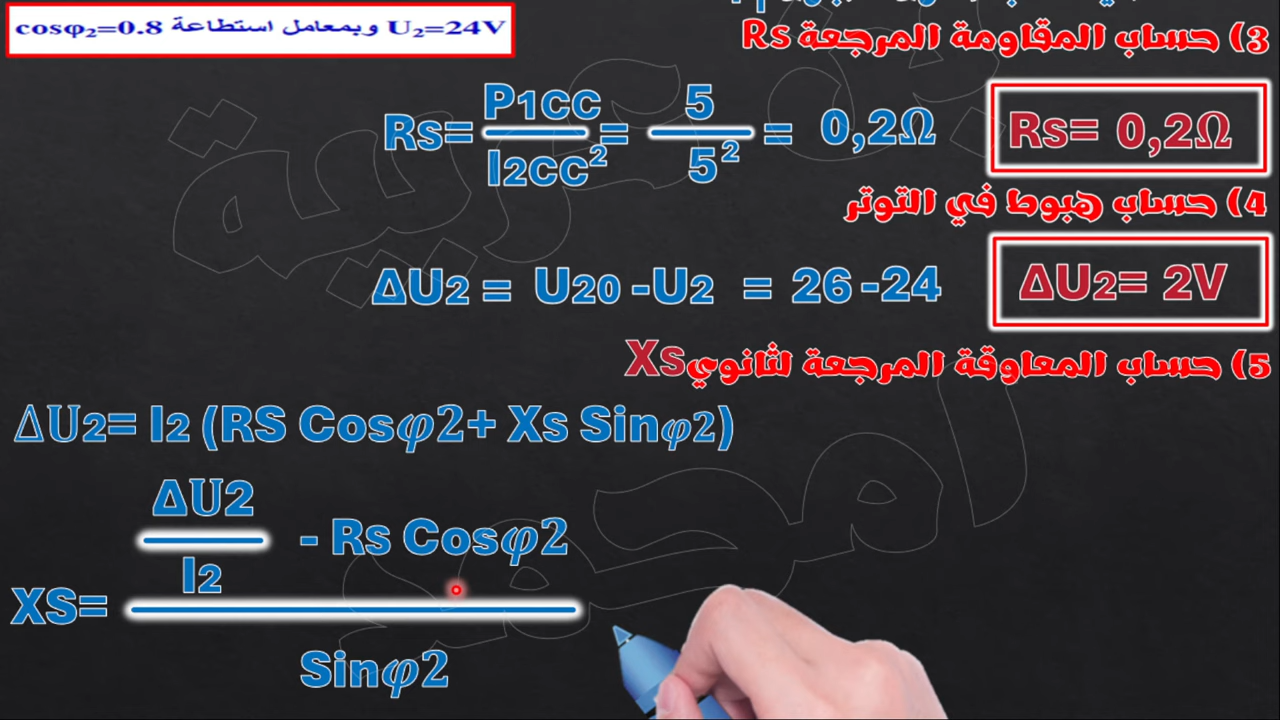 U₂=24V وبمعامل استطاعة cosφ₂=0.8
3) حساب المقاومة المرجعة Rs
Rs= P1CC / I2CC² = 5 / 5² = 0,2Ω
Rs= 0,2Ω
4) حساب هبوط في التوتر
ΔU2 = U20 -U2 = 26 -24
ΔU2= 2V
5) حساب المعاوقة المرجعة لثانوي Xs
ΔU2= I2 (RS Cosφ2+ Xs Sinφ2)
ΔU2
I2
- Rs Cosφ2
XS=
Sinφ2